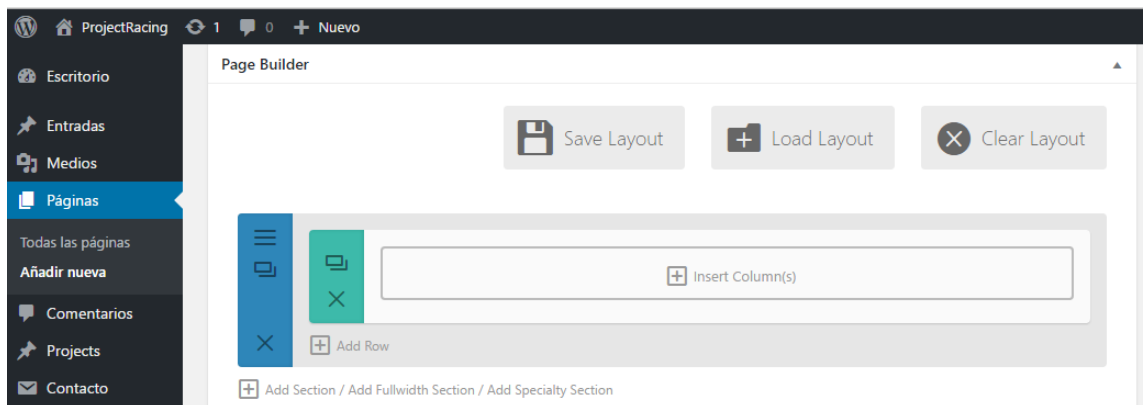 ProjectRacing 1 0 Nuevo
Escritorio
Entradas
Medios
Páginas
Todas las páginas
Añadir nueva
Comentarios
Projects
Contacto
Page Builder
Save Layout Load Layout Clear Layout
Insert Column(s)
Add Row
Add Section / Add Fullwidth Section / Add Specialty Section